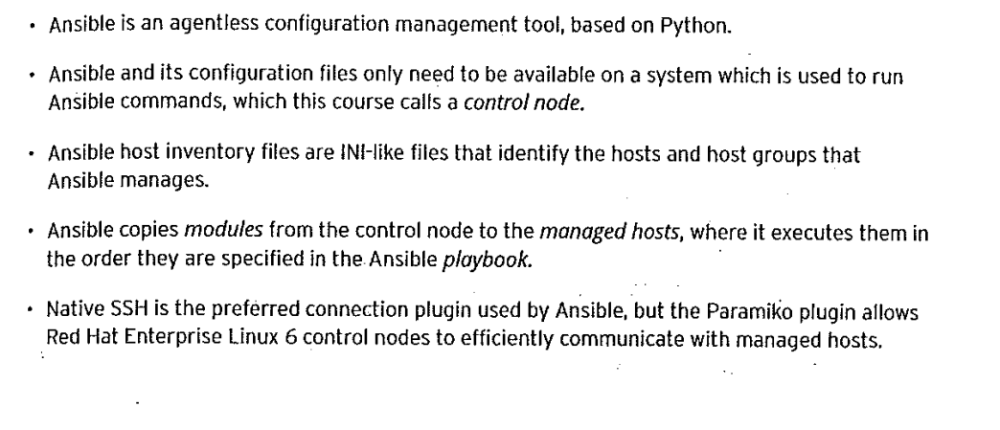 • Ansible is an agentless configuration management tool, based on Python.
• Ansible and its configuration files only need to be available on a system which is used to run
Ansible commands, which this course calls a control node.
• Ansible host inventory files are INI-like files that identify the hosts and host groups that
Ansible manages.
• Ansible copies modules from the control node to the managed hosts, where it executes them in
the order they are specified in the Ansible playbook.
• Native SSH is the preferred connection plugin used by Ansible, but the Paramiko plugin allows
Red Hat Enterprise Linux 6 control nodes to efficiently communicate with managed hosts.